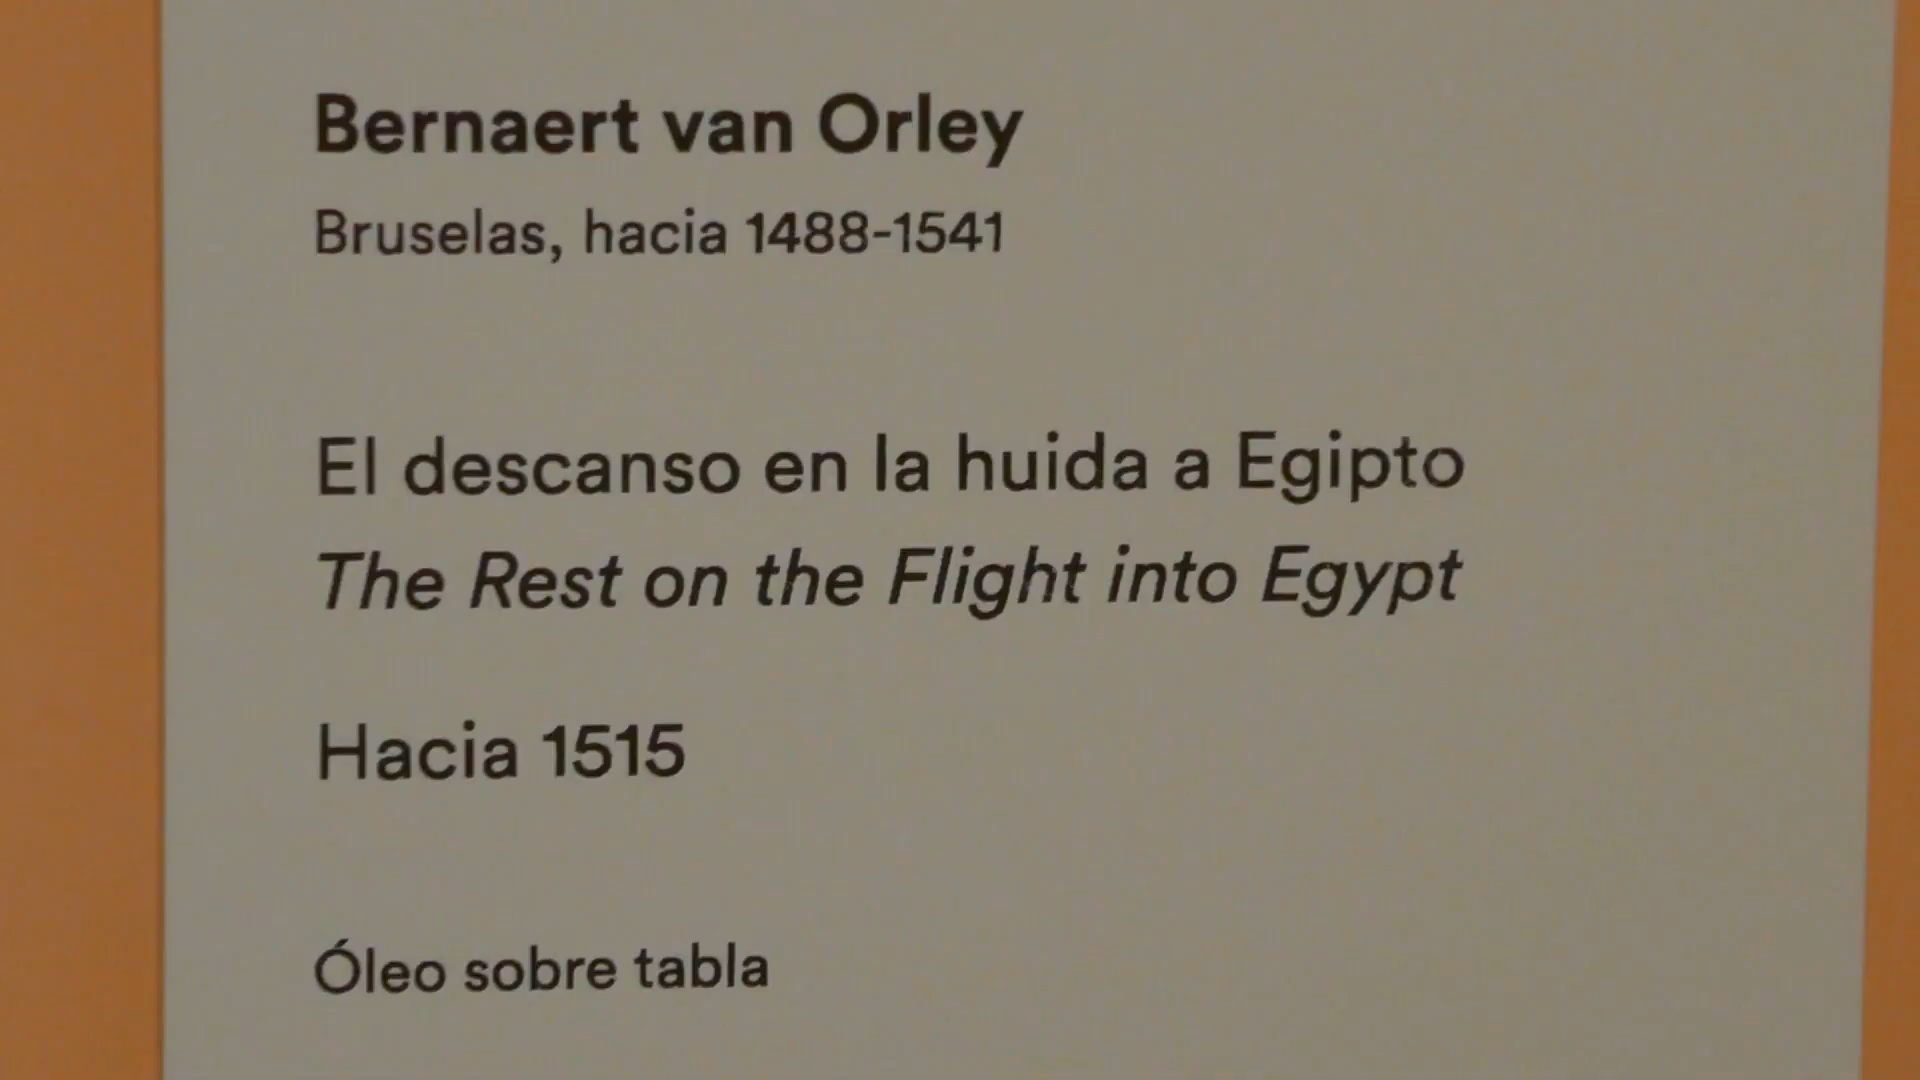 Bernaert van Orley
Bruselas, hacia 1488-1541
El descanso en la huida a Egipto
The Rest on the Flight into Egypt
Hacia 1515
Óleo sobre tabla